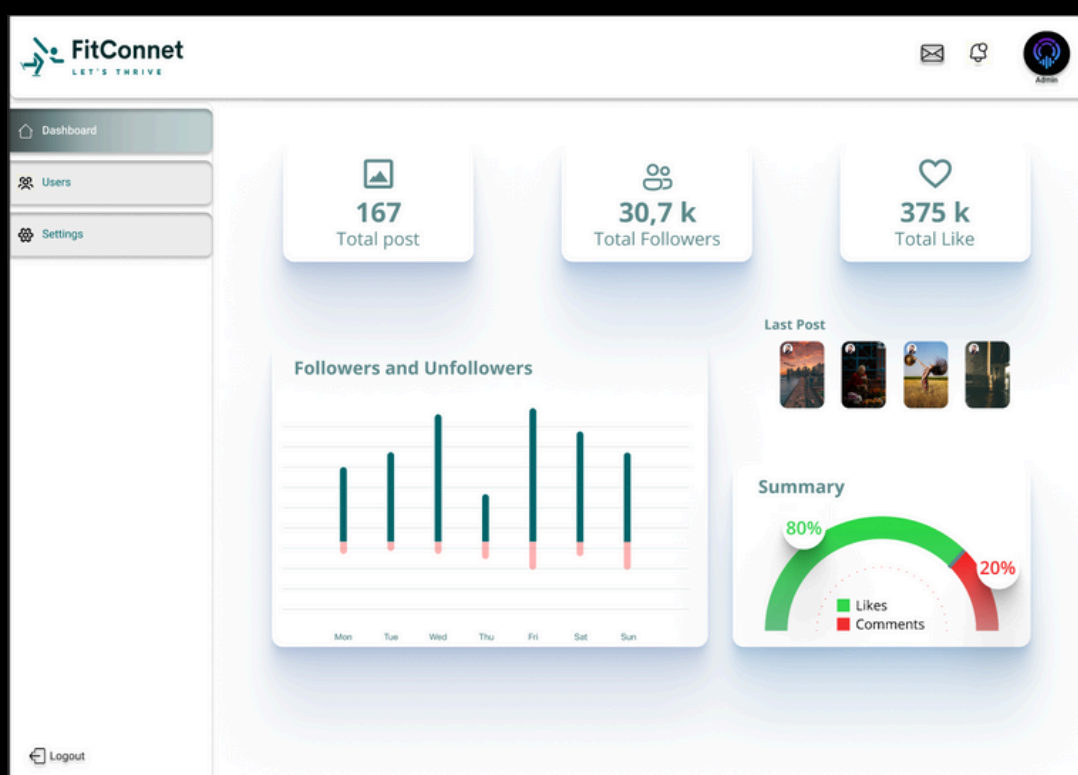 FitConnet
LET'S THRIVE
Admin
Dashboard
Users
Settings
Logout
167
Total post
30,7 k
Total Followers
375 k
Total Like
Last Post
Followers and Unfollowers
Mon Tue Wed Thu Fri Sat Sun
Summary
80%
20%
Likes
Comments